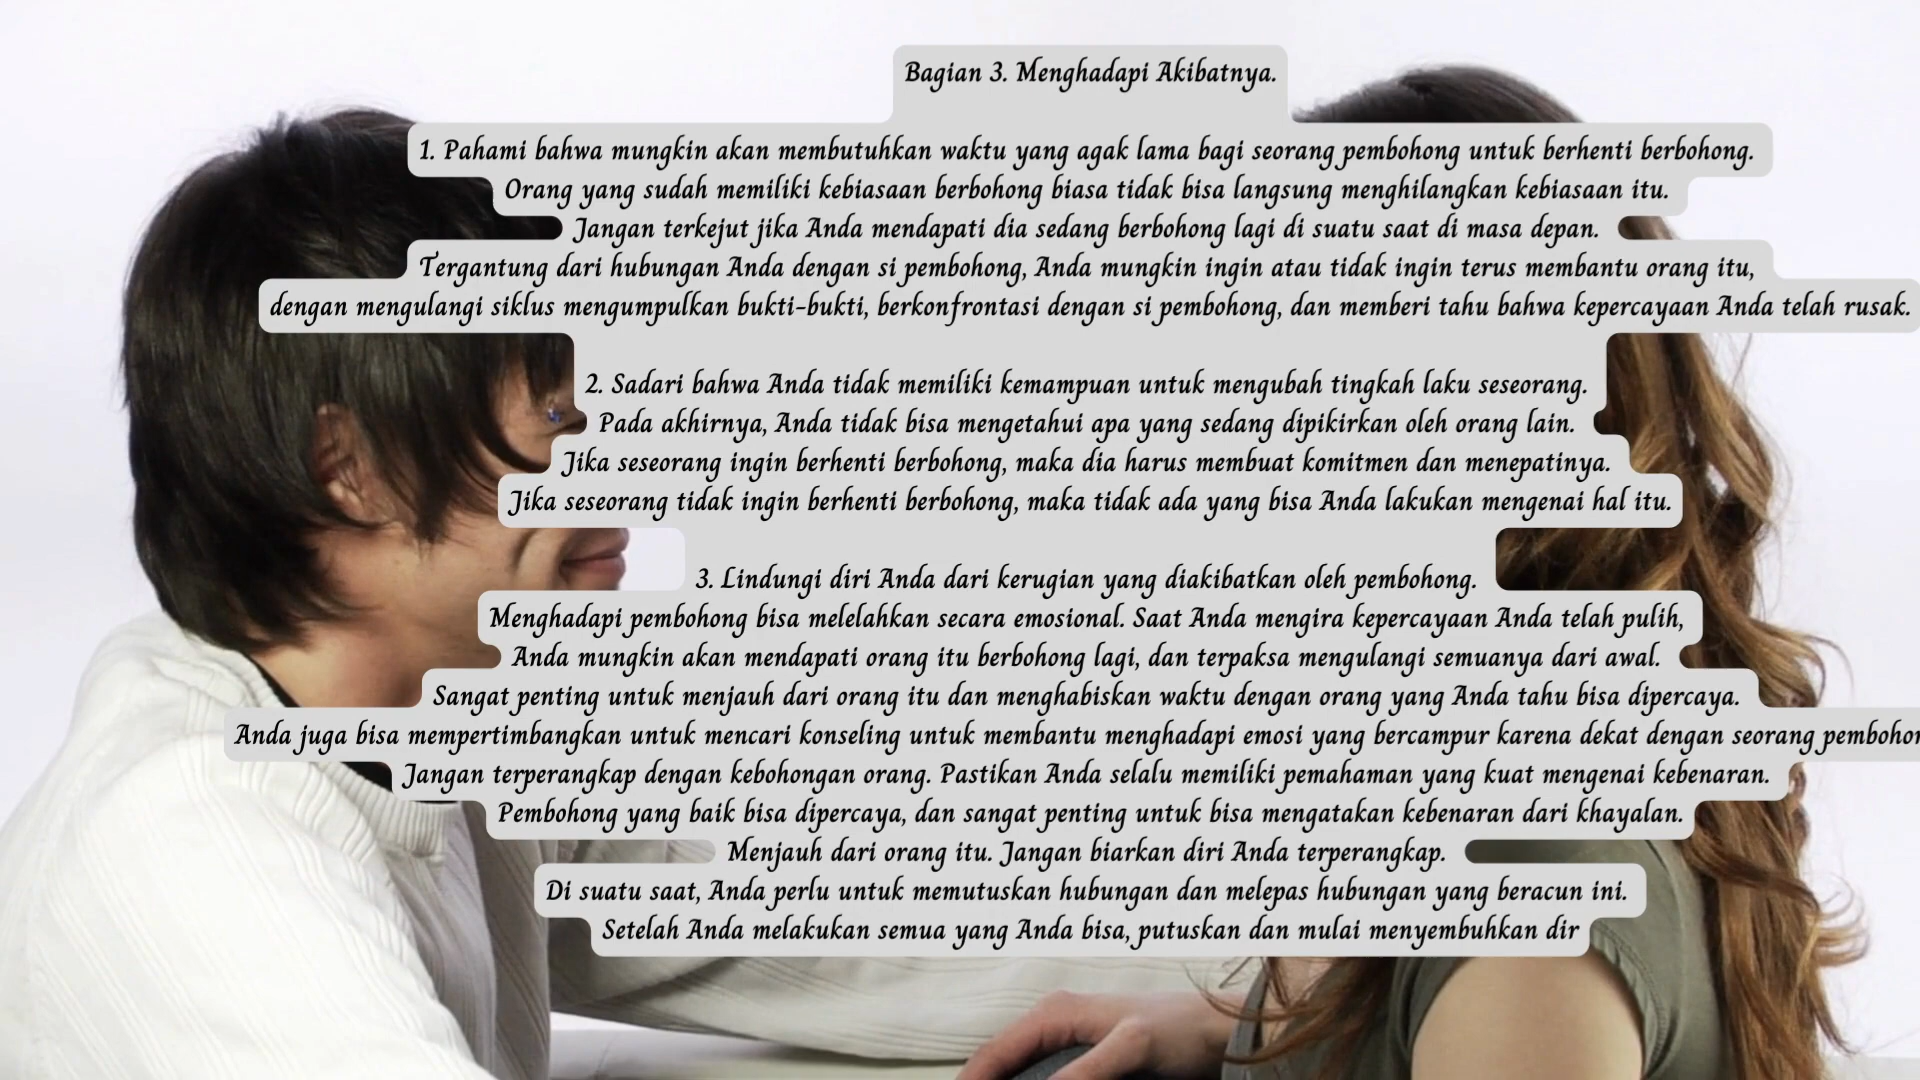 Bagian 3. Menghadapi Akibatnya.
1. Pahami bahwa mungkin akan membutuhkan waktu yang agak lama bagi seorang pembohong untuk berhenti berbohong.
Orang yang sudah memiliki kebiasaan berbohong biasa tidak bisa langsung menghilangkan kebiasaan itu.
Jangan terkejut jika Anda mendapati dia sedang berbohong lagi di suatu saat di masa depan.
Tergantung dari hubungan Anda dengan si pembohong, Anda mungkin ingin atau tidak ingin terus membantu orang itu,
dengan mengulangi siklus mengumpulkan bukti-bukti, berkonfrontasi dengan si pembohong, dan memberi tahu bahwa kepercayaan Anda telah rusak.
2. Sadari bahwa Anda tidak memiliki kemampuan untuk mengubah tingkah laku seseorang.
Pada akhirnya, Anda tidak bisa mengetahui apa yang sedang dipikirkan oleh orang lain.
Jika seseorang ingin berhenti berbohong, maka dia harus membuat komitmen dan menepatinya.
Jika seseorang tidak ingin berhenti berbohong, maka tidak ada yang bisa Anda lakukan mengenai hal itu.
3. Lindungi diri Anda dari kerugian yang diakibatkan oleh pembohong.
Menghadapi pembohong bisa melelahkan secara emosional. Saat Anda mengira kepercayaan Anda telah pulih,
Anda mungkin akan mendapati orang itu berbohong lagi, dan terpaksa mengulangi semuanya dari awal.
Sangat penting untuk menjauh dari orang itu dan menghabiskan waktu dengan orang yang Anda tahu bisa dipercaya.
Anda juga bisa mempertimbangkan untuk mencari konseling untuk membantu menghadapi emosi yang bercampur karena dekat dengan seorang
Jangan terperangkap dengan kebohongan orang. Pastikan Anda selalu memiliki pemahaman yang kuat mengenai kebenaran.
Pembohong yang baik bisa dipercaya, dan sangat penting untuk bisa mengatakan kebenaran dari khayalan.
Menjauh dari orang itu. Jangan biarkan diri Anda terperangkap.
Di suatu saat, Anda perlu untuk memutuskan hubungan dan melepas hubungan yang beracun ini.
Setelah Anda melakukan semua yang Anda bisa, putuskan dan mulai menyembuhkan dir